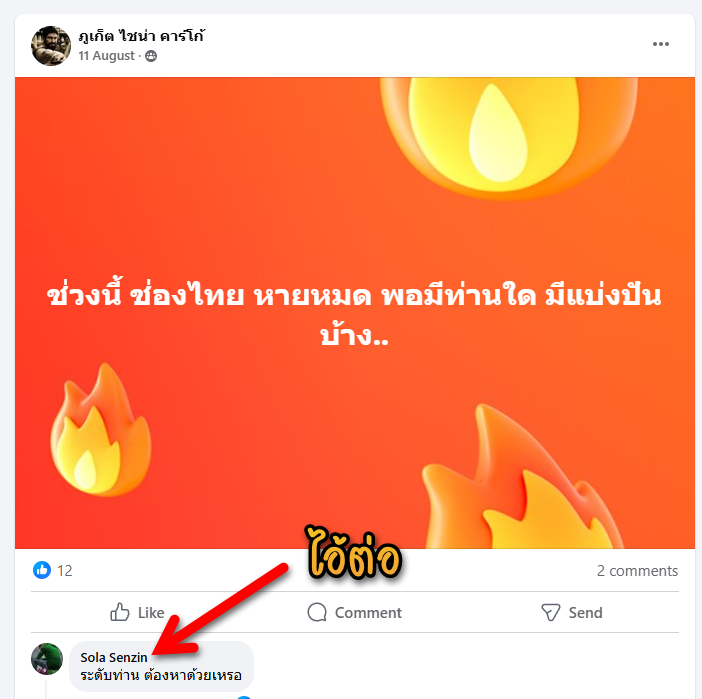 ภูเก็ต ไชน่า คาร์โก้
11 August ·
ช่วงนี้ ช่องไทย หายหมด พอมีท่านใด มีแบ่งปัน
บ้าง..
ไอ้ต่อ
12
2 comments
Like
Comment
Send
Sola Senzin
ระดับท่าน ต้องหาด้วยเหรอ